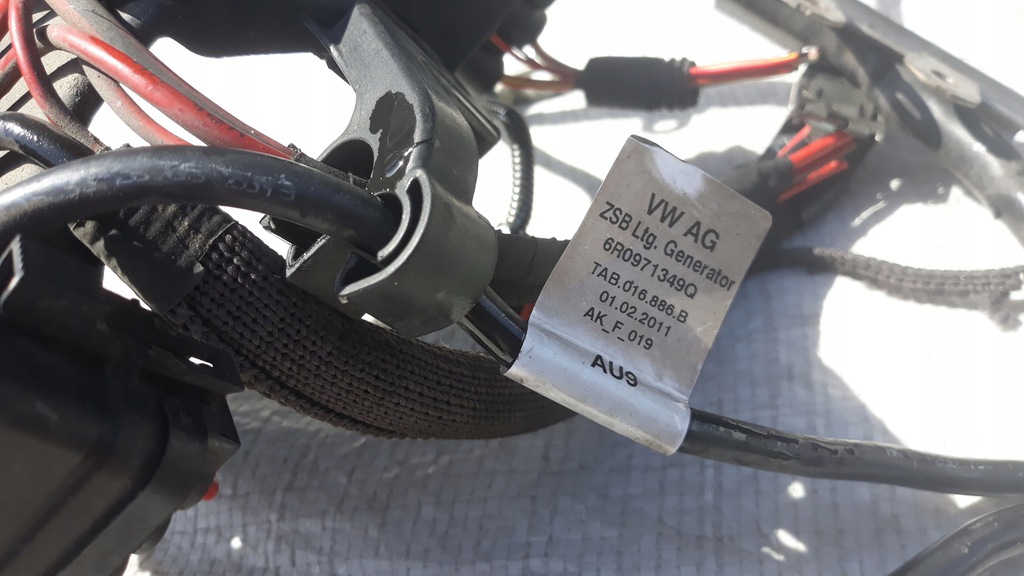 VW AG
ZSB Ltg. Generator
6R0971349Q
TAB.016.886.B
01.02.2011
AK_F_019
AU9